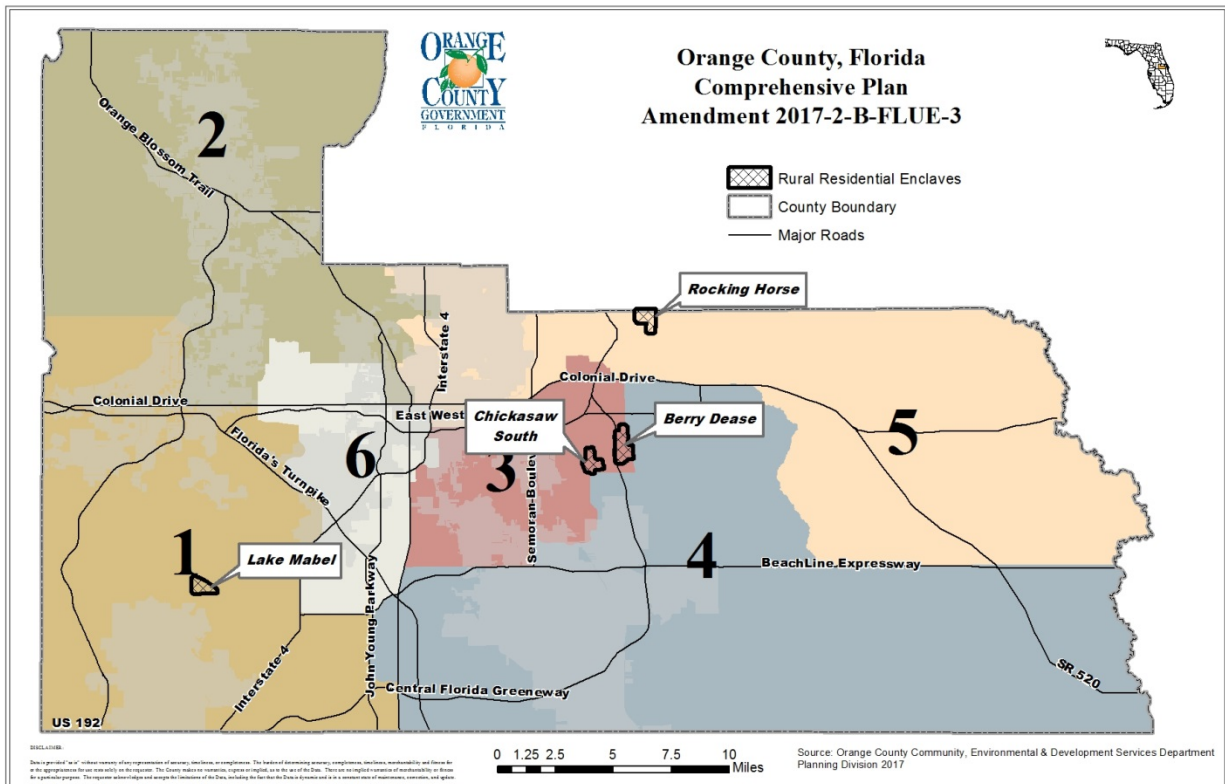 ORANGE
COUNTY
GOVERNMENT
FLORIDA
Orange County, Florida
Comprehensive Plan
Amendment 2017-2-B-FLUE-3
Rural Residential Enclaves
County Boundary
Major Roads
2
Orange Blossom Trail
Rocking Horse
Interstate 4
Colonial Drive
Colonial Drive
East West
Chickasaw
South
Berry Dease
5
Florida's Turnpike
6
3
Semoran Boulev
1
Lake Mabel
4
BeachLine Expressway
John Young Parkway
Interstate 4
Central Florida Greeneway
SR 520
US 192
DISCLAIMER:
0 1.25 2.5 5 7.5 10
Miles
Source: Orange County Community, Environmental & Development Services Department
Planning Division 2017